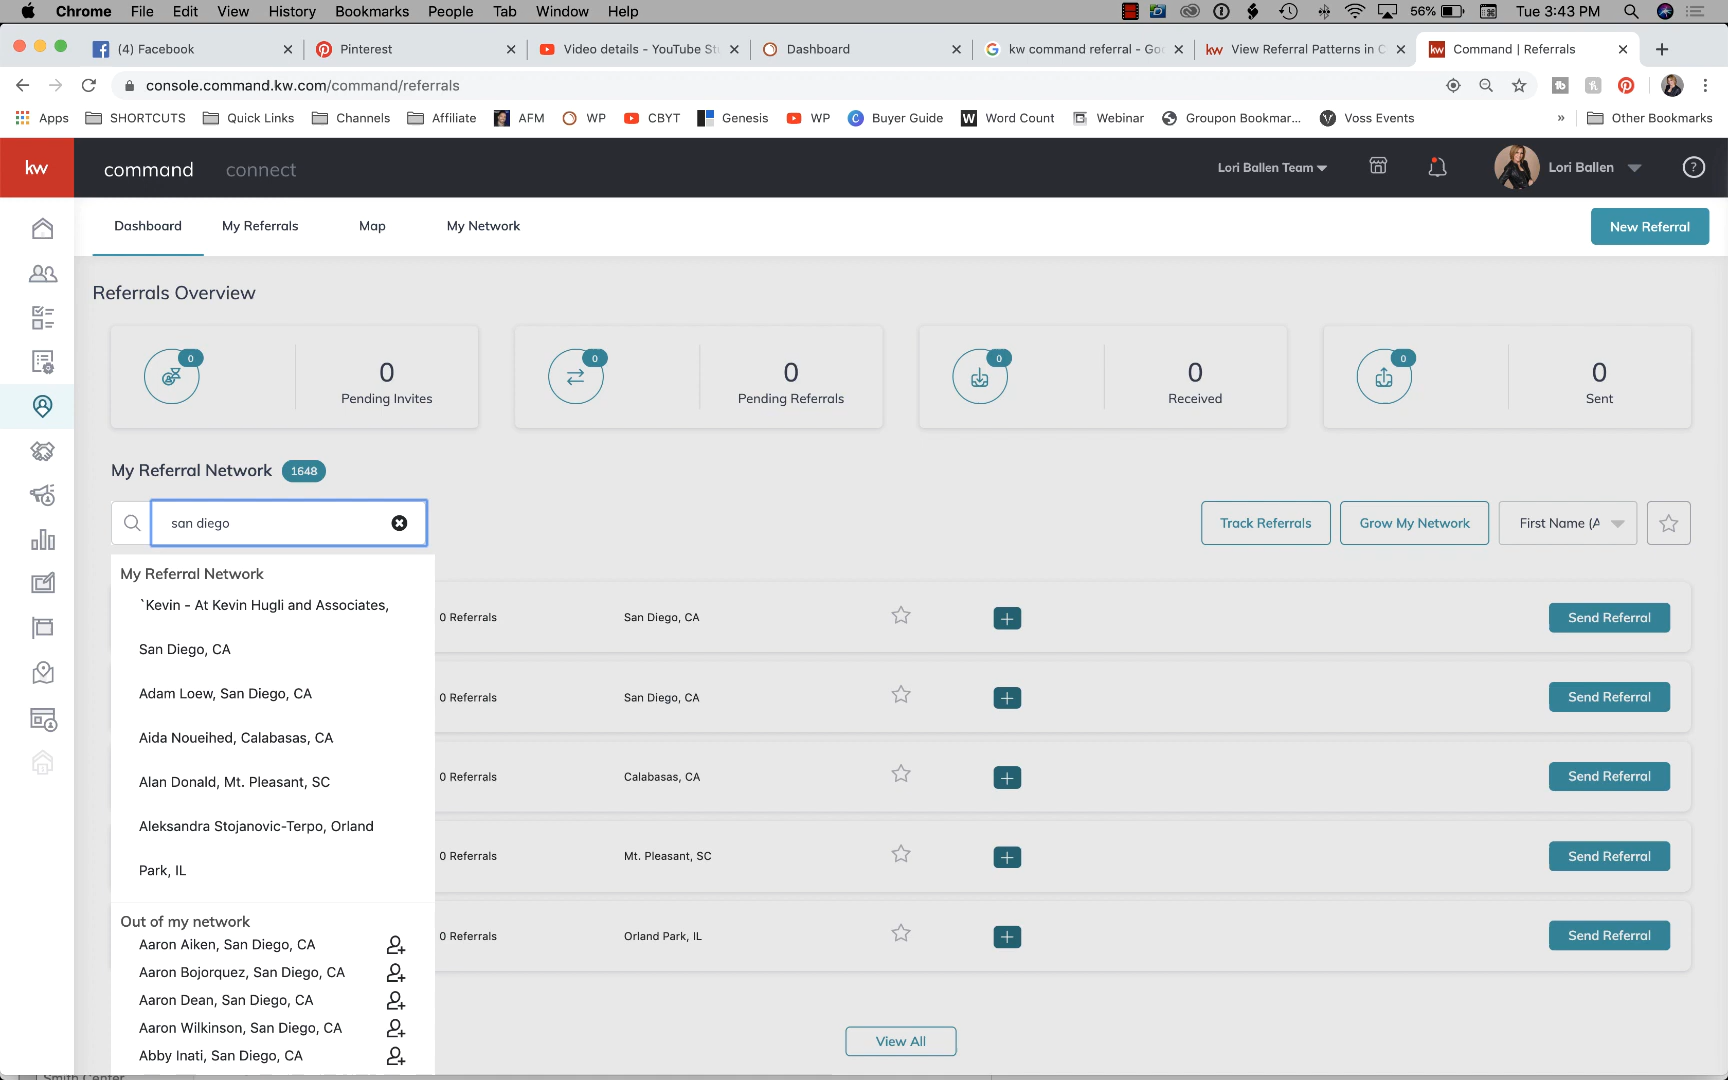 Chrome File Edit View History Bookmarks People Tab Window Help 56% Tue 3:43 PM
(4) Facebook Pinterest Video details - YouTube Stu Dashboard kw command referral - Goo kw View Referral Patterns in C kw Command | Referrals
console.command.kw.com/command/referrals
Apps SHORTCUTS Quick Links Channels Affiliate AFM WP CBYT Genesis WP Buyer Guide W Word Count Webinar Groupon Bookmar... Voss Events » Other Bookmarks
kw command connect Lori Ballen Team Lori Ballen ?
Dashboard My Referrals Map My Network New Referral
Referrals Overview
0 0 Pending Invites
0 0 Pending Referrals
0 0 Received
0 0 Sent
My Referral Network 1648
san diego Track Referrals Grow My Network First Name (A
My Referral Network
`Kevin - At Kevin Hugli and Associates,
San Diego, CA
Adam Loew, San Diego, CA
Aida Noueihed, Calabasas, CA
Alan Donald, Mt. Pleasant, SC
Aleksandra Stojanovic-Terpo, Orland
Park, IL
Out of my network
Aaron Aiken, San Diego, CA
Aaron Bojorquez, San Diego, CA
Aaron Dean, San Diego, CA
Aaron Wilkinson, San Diego, CA
Abby Inati, San Diego, CA
0 Referrals San Diego, CA + Send Referral
0 Referrals San Diego, CA + Send Referral
0 Referrals Calabasas, CA + Send Referral
0 Referrals Mt. Pleasant, SC + Send Referral
0 Referrals Orland Park, IL + Send Referral
View All
Smith Center